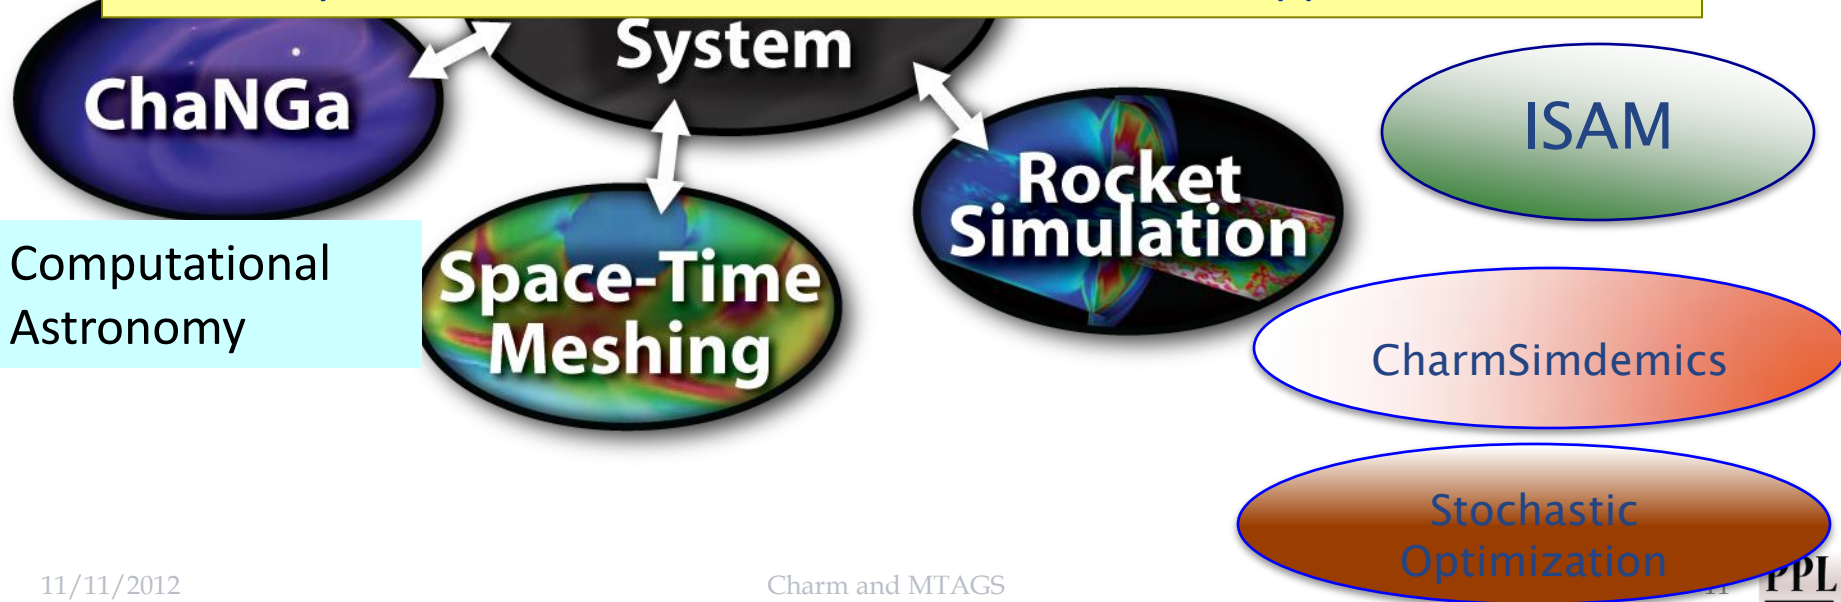 System
ChaNGa
ISAM
Rocket
Simulation
Computational
Astronomy
Space-Time
Meshing
CharmSimdemics
Stochastic
Optimization
11/11/2012
Charm and MTAGS
PPL